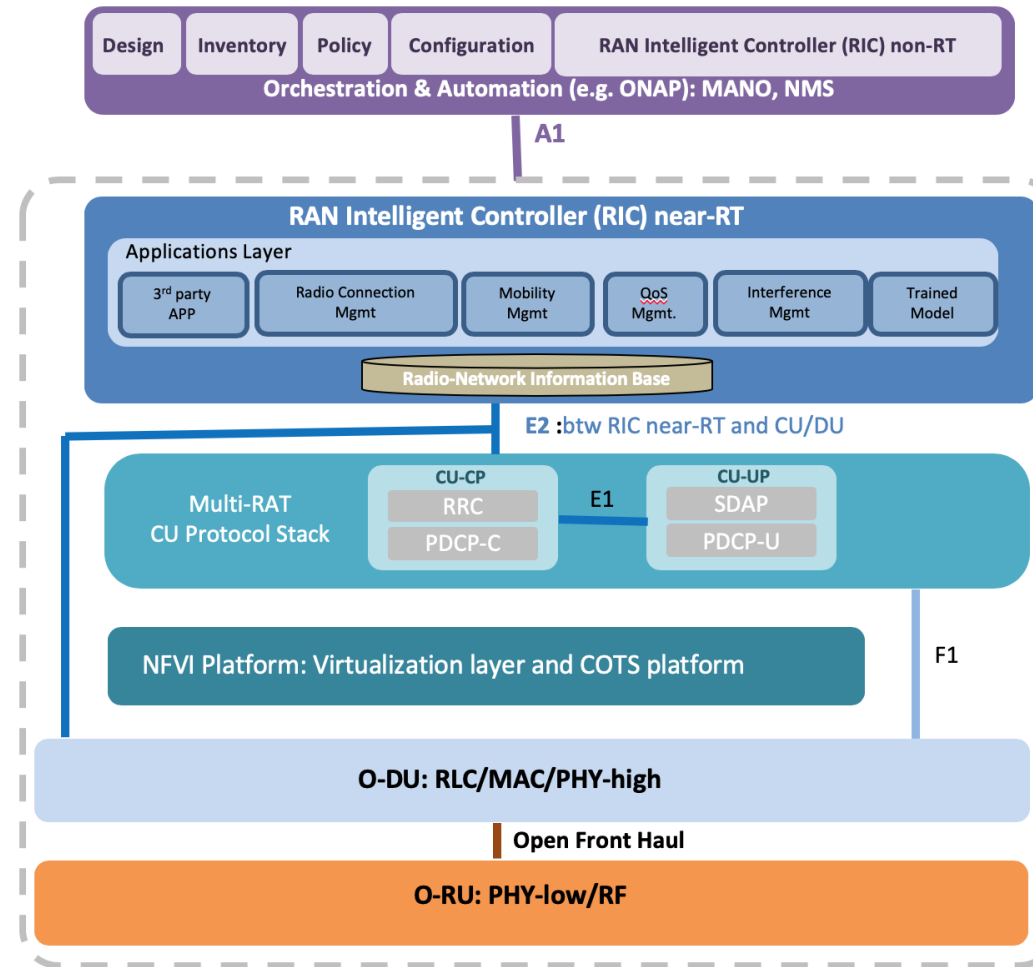 Design
Inventory
Policy
Configuration
RAN Intelligent Controller (RIC) non-RT
Orchestration & Automation (e.g. ONAP): MANO, NMS
A1
RAN Intelligent Controller (RIC) near-RT
Applications Layer
3rd party
APP
Radio Connection
Mgmt
Mobility
Mgmt
QoS
Mgmt.
Interference
Mgmt
Trained
Model
Radio-Network Information Base
E2 :btw RIC near-RT and CU/DU
Multi-RAT
CU Protocol Stack
CU-CP
RRC
PDCP-C
E1
CU-UP
SDAP
PDCP-U
NFVI Platform: Virtualization layer and COTS platform
F1
O-DU: RLC/MAC/PHY-high
Open Front Haul
O-RU: PHY-low/RF